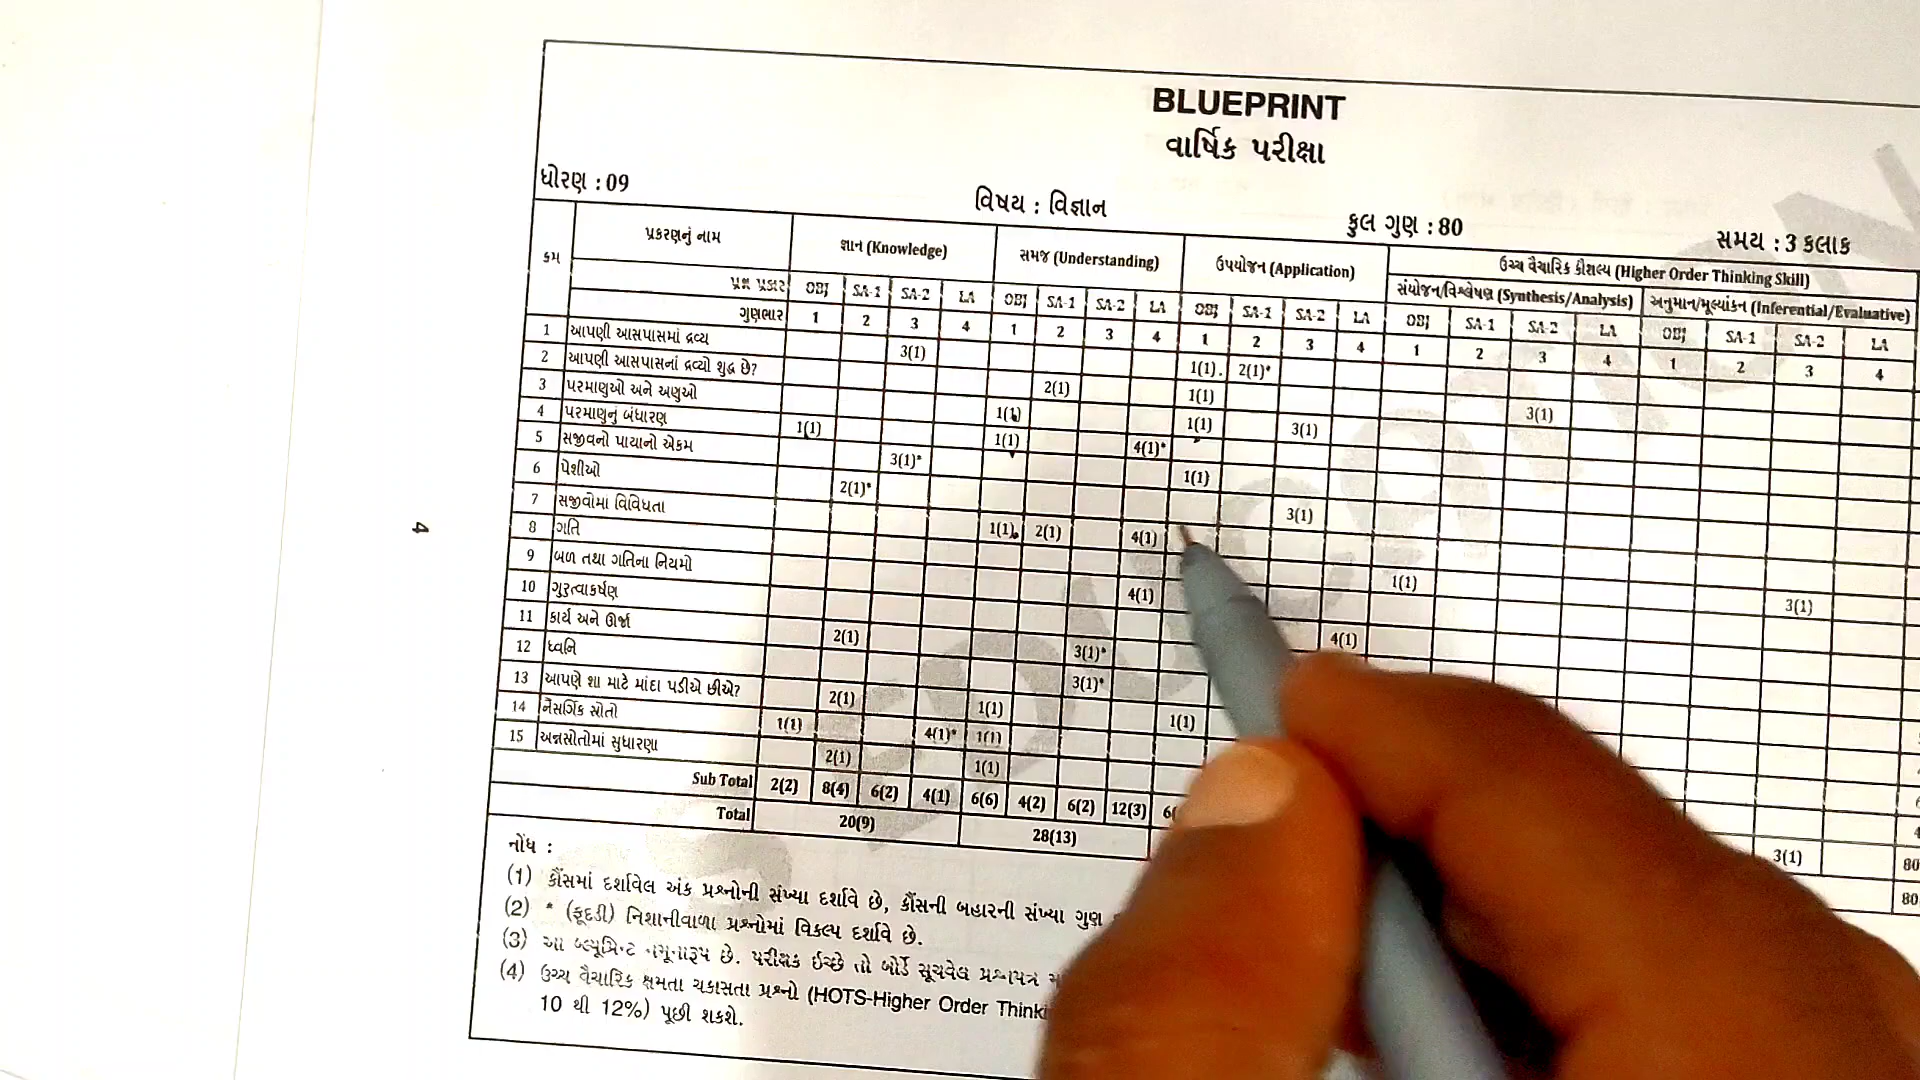 BLUEPRINT
વાર્ષિક પરીક્ષા
ધોરણ : 09
વિષય : વિજ્ઞાન
કુલ ગુણ : 80
સમય : 3 કલાક
ક્રમ પ્રકરણનું નામ જ્ઞાન (Knowledge) સમજ (Understanding) ઉપયોજન (Application) ઉચ્ચ વૈચારિક કૌશલ્ય (Higher Order Thinking Skill)
સંયોજન/વિશ્લેષણ (Synthesis/Analysis) અનુમાન/મૂલ્યાંકન (Inferential/Evaluative)
પ્રશ્ન પ્રકાર OBJ SA-1 SA-2 LA OBJ SA-1 SA-2 LA OBJ SA-1 SA-2 LA OBJ SA-1 SA-2 LA OBJ SA-1 SA-2 LA
ગુણભાર 1 2 3 4 1 2 3 4 1 2 3 4 1 2 3 4 1 2 3 4
1 આપણી આસપાસમાં દ્રવ્ય 3(1) 1(1) 2(1)*
2 આપણી આસપાસનાં દ્રવ્યો શુદ્ધ છે? 2(1) 1(1) 3(1)
3 પરમાણુઓ અને અણુઓ 1(1) 1(1) 3(1)
4 પરમાણુનું બંધારણ 1(1) 1(1) 4(1)*
5 સજીવનો પાયાનો એકમ 3(1)* 1(1)
6 પેશીઓ 2(1)* 3(1)
7 સજીવોમા વિવિધતા 1(1) 2(1) 4(1)
8 ગતિ 1(1) 3(1)
9 બળ તથા ગતિના નિયમો 4(1)
10 ગુરુત્વાકર્ષણ 4(1)
11 કાર્ય અને ઊર્જા 2(1) 3(1)*
12 ધ્વનિ 3(1)*
13 આપણે શા માટે માંદા પડીએ છીએ? 2(1) 1(1) 1(1)
14 નૈસર્ગિક સ્રોતો 1(1) 4(1)* 1(1)
15 અન્નસ્રોતોમાં સુધારણા 2(1) 1(1) 3(1)
Sub Total 2(2) 8(4) 6(2) 4(1) 6(6) 4(2) 6(2) 12(3) 80
Total 20(9) 28(13) 80
નોંધ :
(1) કૌંસમાં દર્શાવેલ અંક પ્રશ્નોની સંખ્યા દર્શાવે છે, કૌંસની બહારની સંખ્યા ગુણ
(2) * (ફૂદડી) નિશાનીવાળા પ્રશ્નોમાં વિકલ્પ દર્શાવે છે.
(3) આ બ્લ્યૂપ્રિન્ટ નમૂનારૂપ છે. પરીક્ષક ઈચ્છે તો બોર્ડે સૂચવેલ પ્રશ્નપત્ર
(4) ઉચ્ચ વૈચારિક ક્ષમતા ચકાસતા પ્રશ્નો (HOTS-Higher Order Thinki
10 થી 12%) પૂછી શકશે.
4